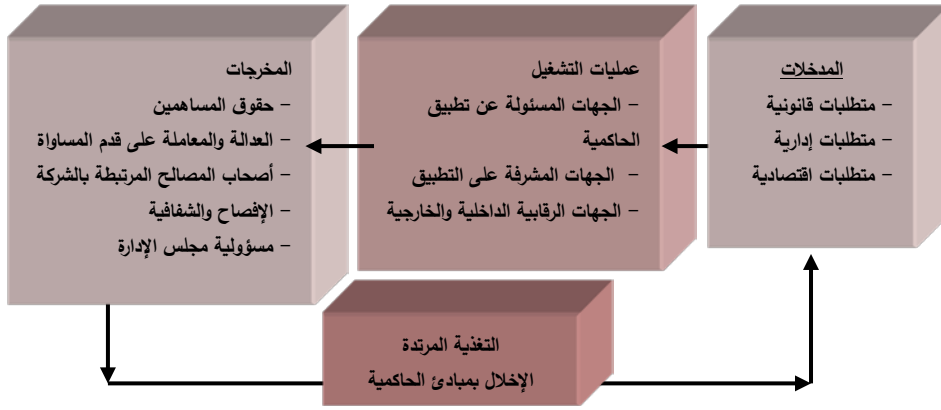 المدخلات
- متطلبات قانونية
- متطلبات إدارية
- متطلبات اقتصادية
عمليات التشغيل
- الجهات المسئولة عن تطبيق
الحاكمية
- الجهات المشرفة على التطبيق
- الجهات الرقابية الداخلية والخارجية
المخرجات
- حقوق المساهمين
- العدالة والمعاملة على قدم المساواة
- أصحاب المصالح المرتبطة بالشركة
- الإفصاح والشفافية
- مسؤولية مجلس الإدارة
التغذية المرتدة
الإخلال بمبادئ الحاكمية